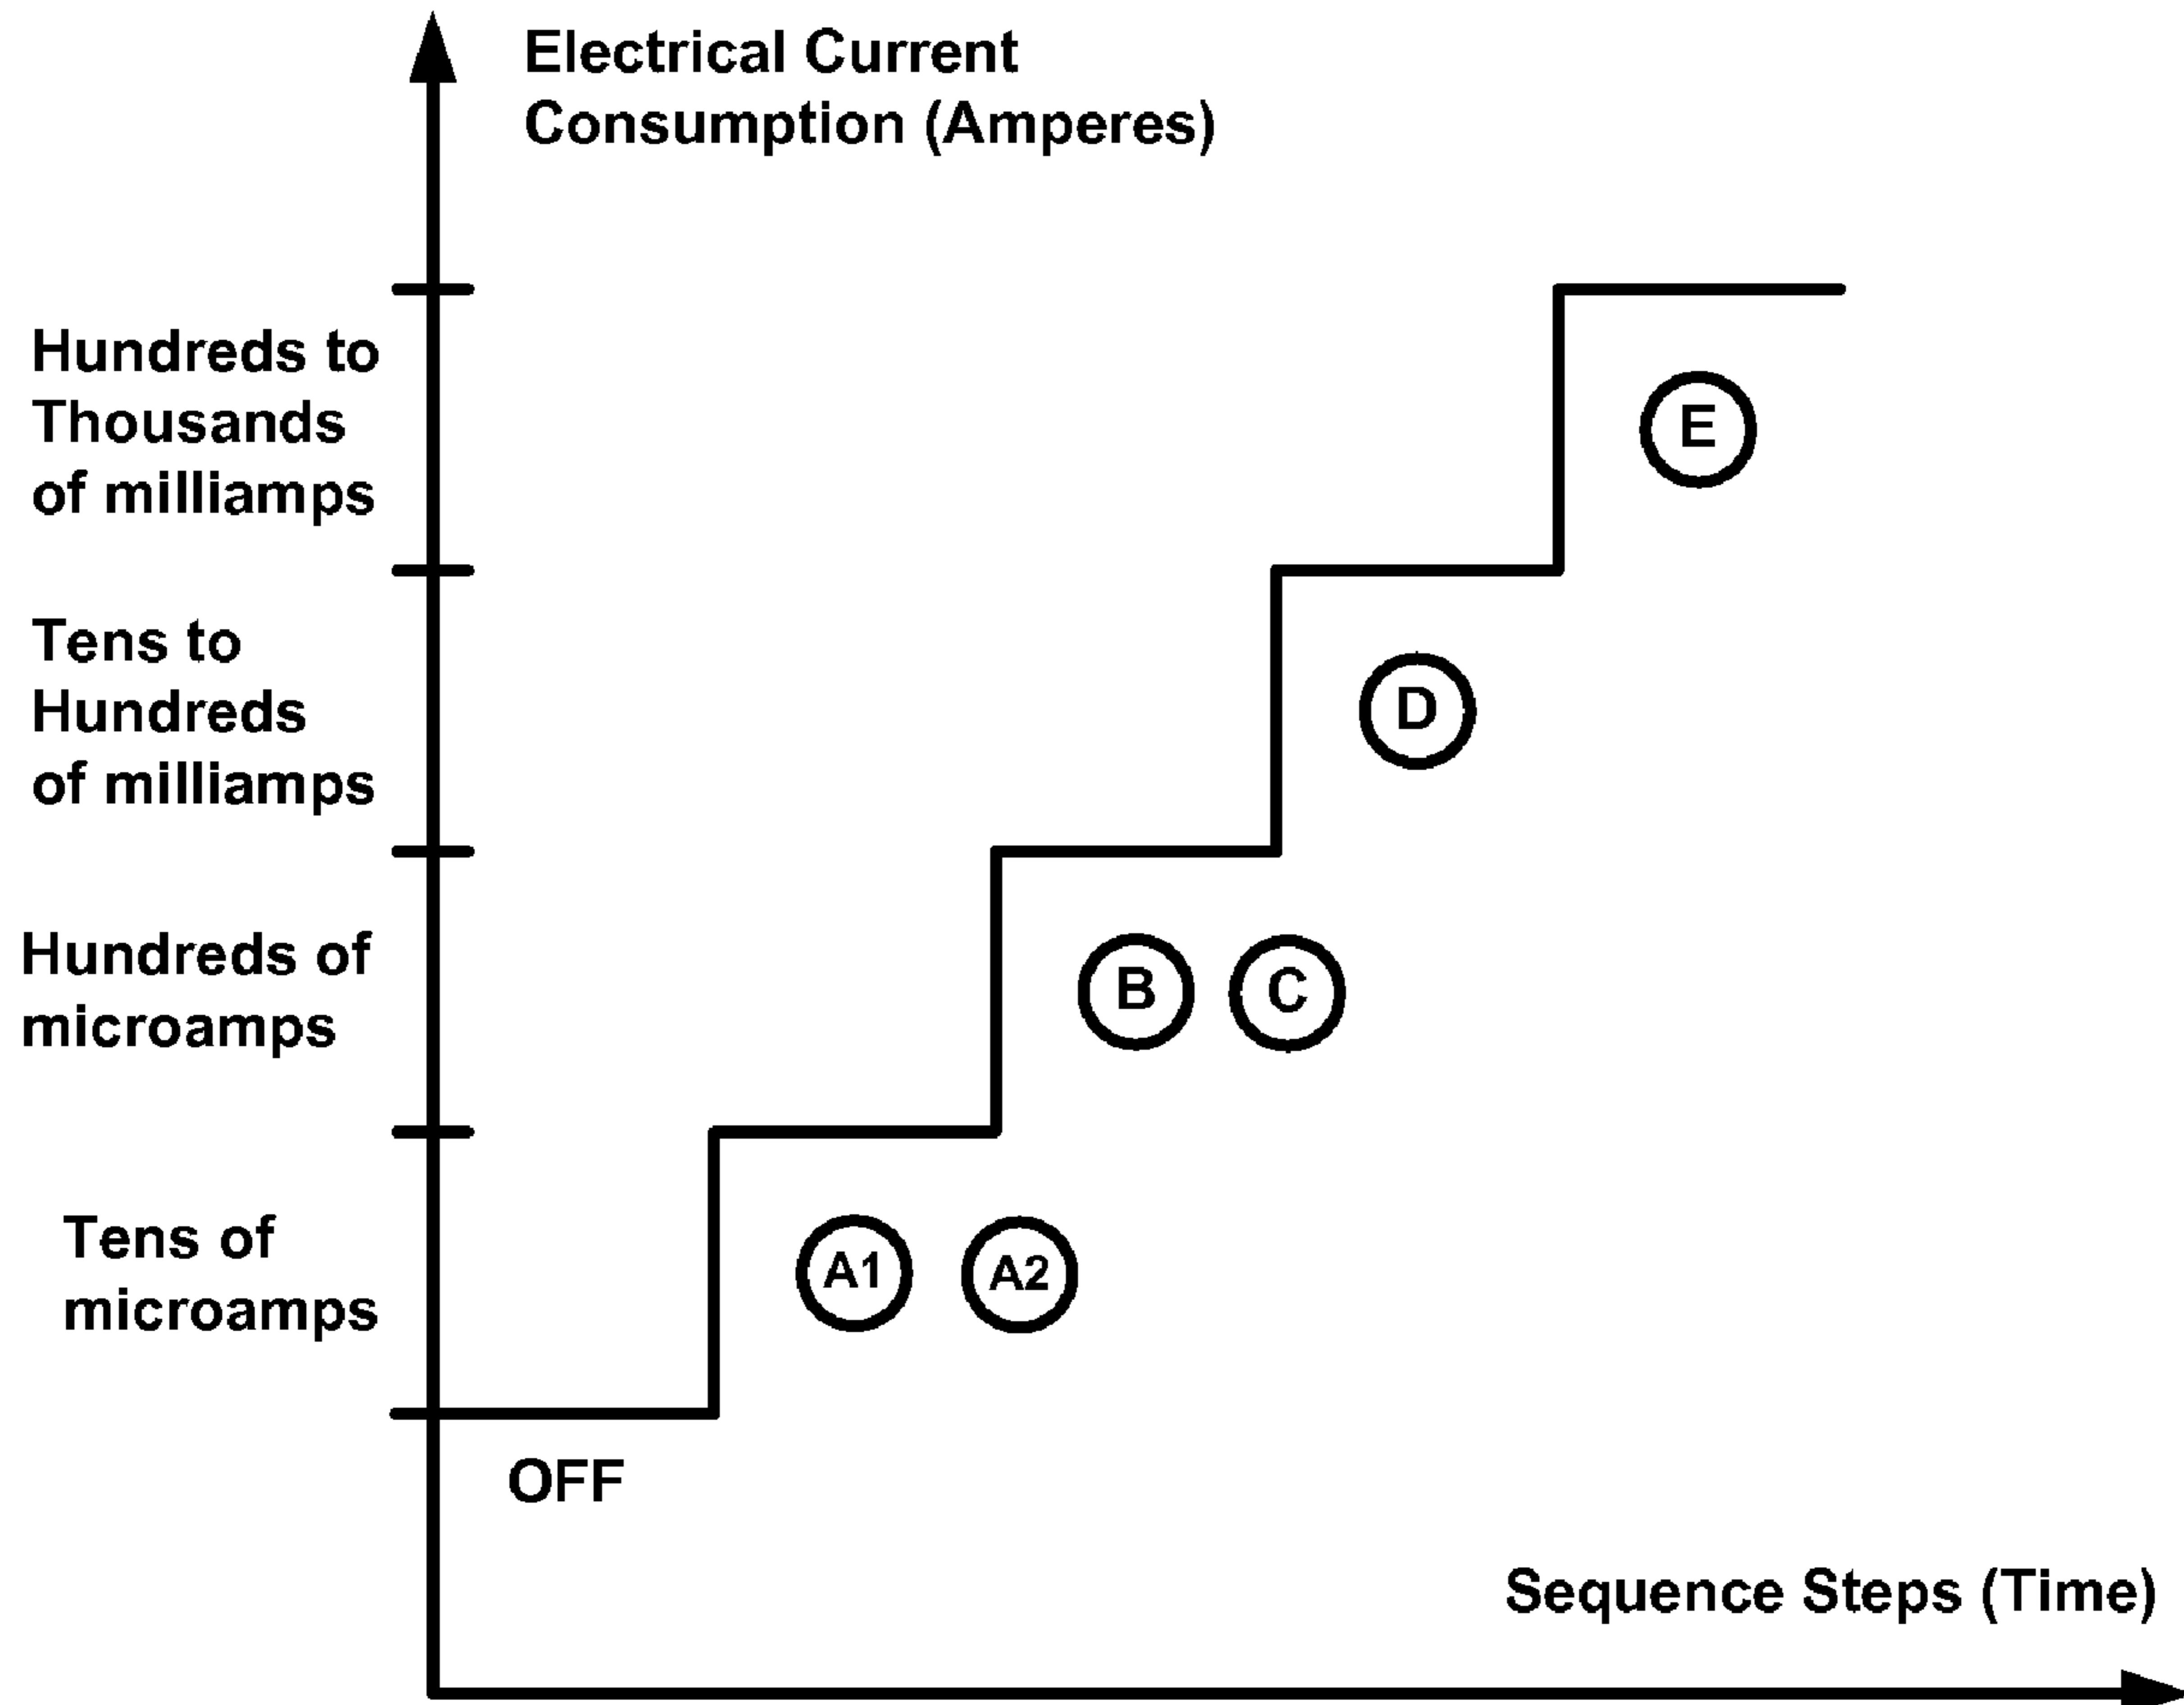 Electrical Current
Consumption (Amperes)
Hundreds to
Thousands
of milliamps
E
Tens to
Hundreds
of milliamps
D
Hundreds of
microamps
B
C
Tens of
microamps
A1
A2
OFF
Sequence Steps (Time)